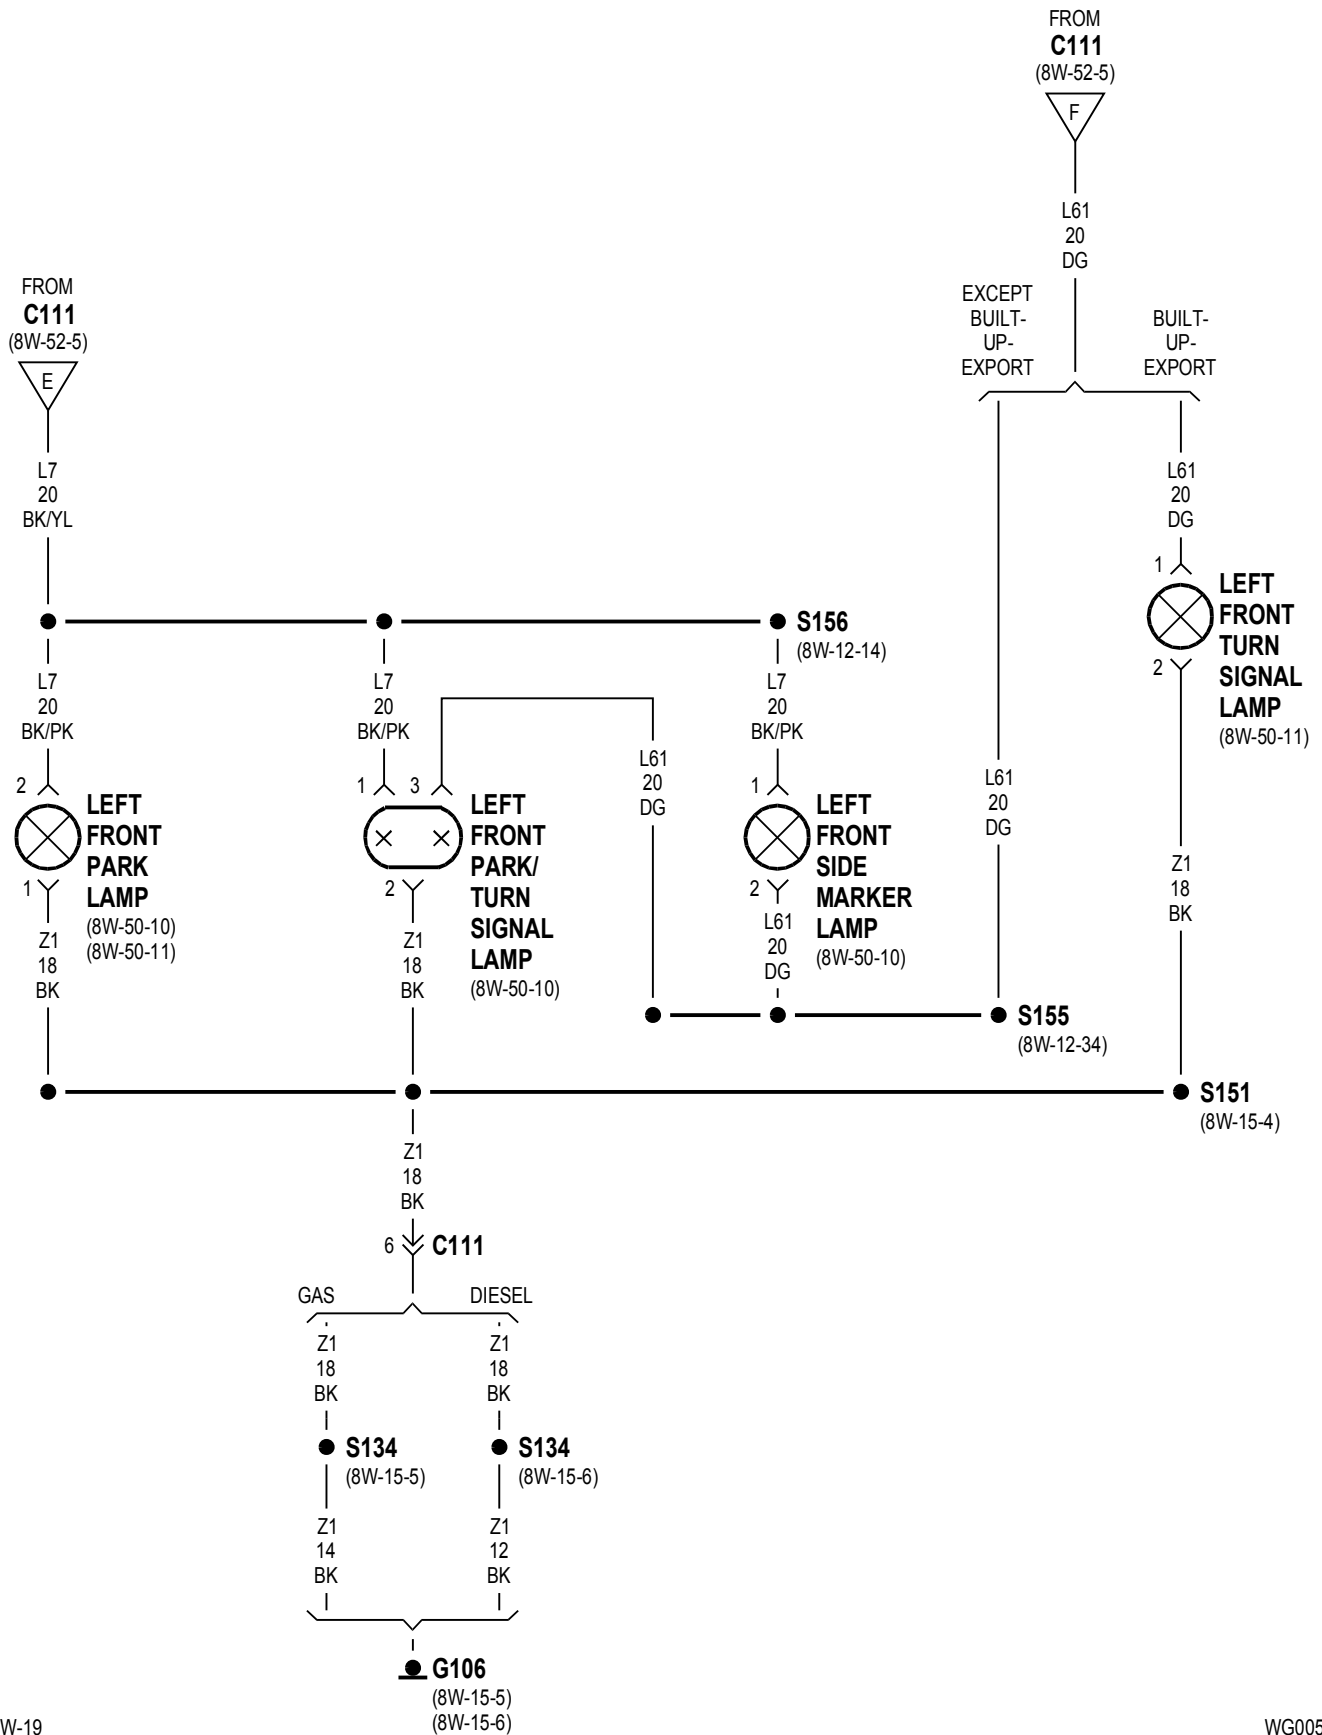 FROM
C111
(8W-52-5)
F
L61
20
DG
EXCEPT
BUILT-
UP-
EXPORT
BUILT-
UP-
EXPORT
FROM
C111
(8W-52-5)
E
L7
20
BK/YL
L61
20
DG
1
LEFT
FRONT
TURN
SIGNAL
LAMP
(8W-50-11)
2
S156
(8W-12-14)
L7
20
BK/PK
L7
20
BK/PK
L7
20
BK/PK
L61
20
DG
L61
20
DG
2
LEFT
FRONT
PARK
LAMP
(8W-50-10)
(8W-50-11)
1
1
3
LEFT
FRONT
PARK/
TURN
SIGNAL
LAMP
(8W-50-10)
2
1
LEFT
FRONT
SIDE
MARKER
LAMP
(8W-50-10)
2
Z1
18
BK
Z1
18
BK
Z1
18
BK
L61
20
DG
S155
(8W-12-34)
S151
(8W-15-4)
Z1
18
BK
6
C111
GAS
DIESEL
Z1
18
BK
Z1
18
BK
S134
(8W-15-5)
S134
(8W-15-6)
Z1
14
BK
Z1
12
BK
G106
(8W-15-5)
(8W-15-6)
W-19
WG005